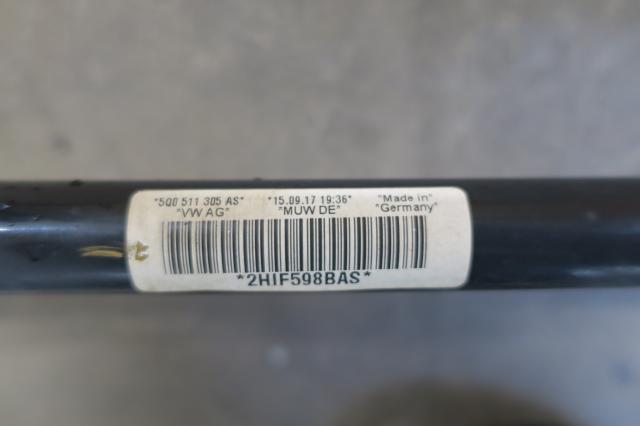 "5Q0 511 305 AS" "15.09.17 19:36" "Made in"
"VW AG" "MUW DE" "Germany"
*2HIF598BAS*